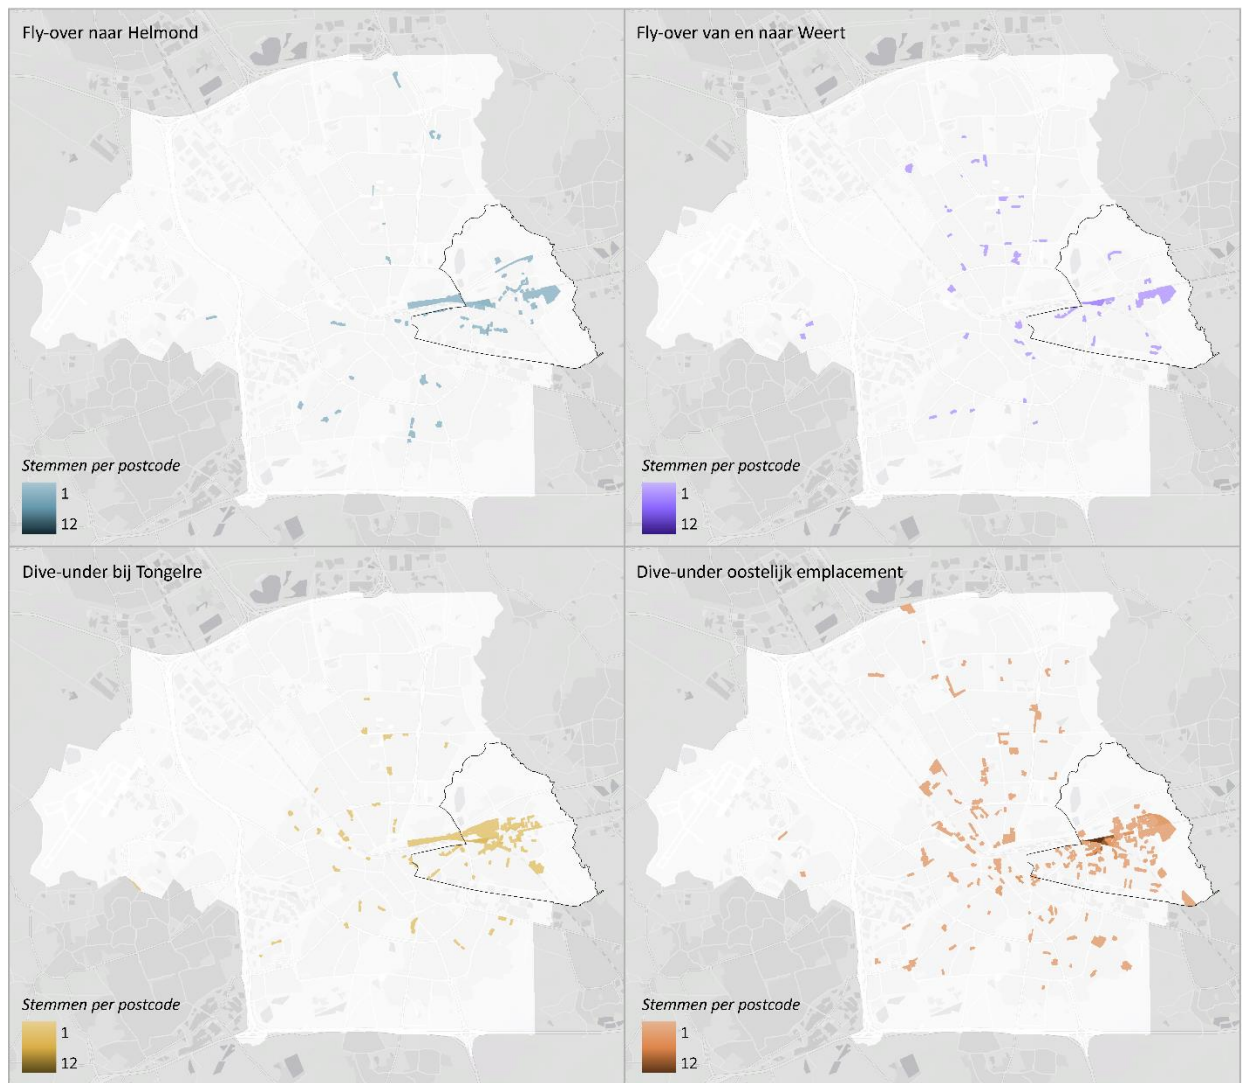 Fly-over naar Helmond
Fly-over van en naar Weert
Stemmen per postcode
1
12
Stemmen per postcode
1
12
Dive-under bij Tongelre
Dive-under oostelijk emplacement
Stemmen per postcode
1
12
Stemmen per postcode
1
12